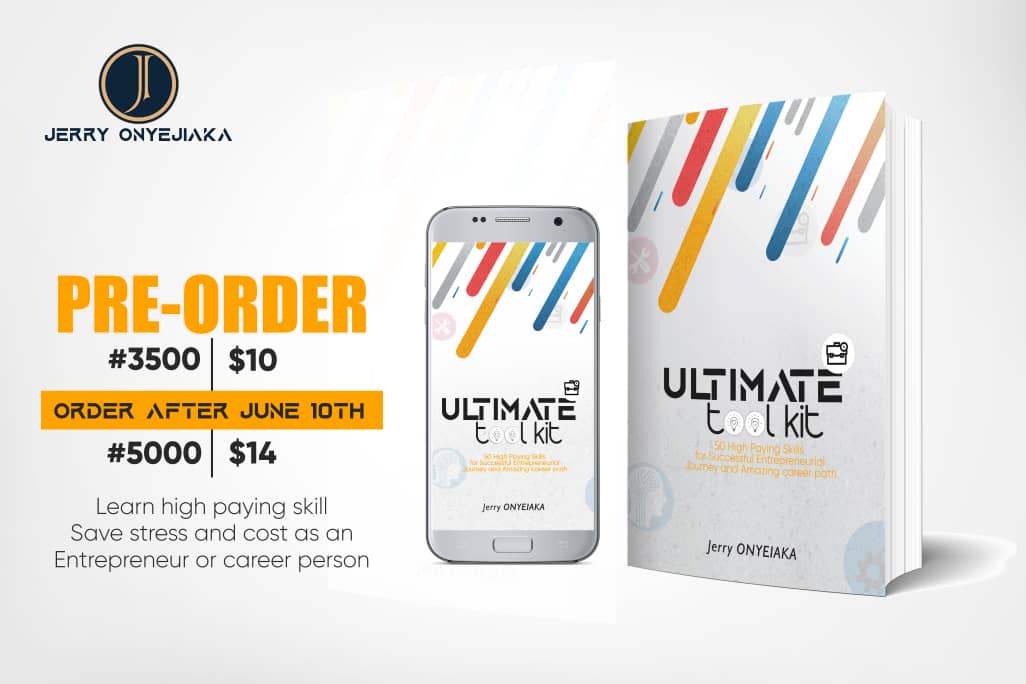 JERRY ONYEJIAKA
PRE-ORDER
#3500 $10
ORDER AFTER JUNE 10TH
#5000 $14
Learn high paying skill
Save stress and cost as an
Entrepreneur or career person
ULTIMATE
tool kit
50 High Paying Skills
for Successful Entrepreneurial
Journey and Amazing career path
Jerry ONYEIAKA
ULTIMATE
tool kit
50 High Paying Skills
for Successful Entrepreneurial
Journey and Amazing career path
Jerry ONYEIAKA